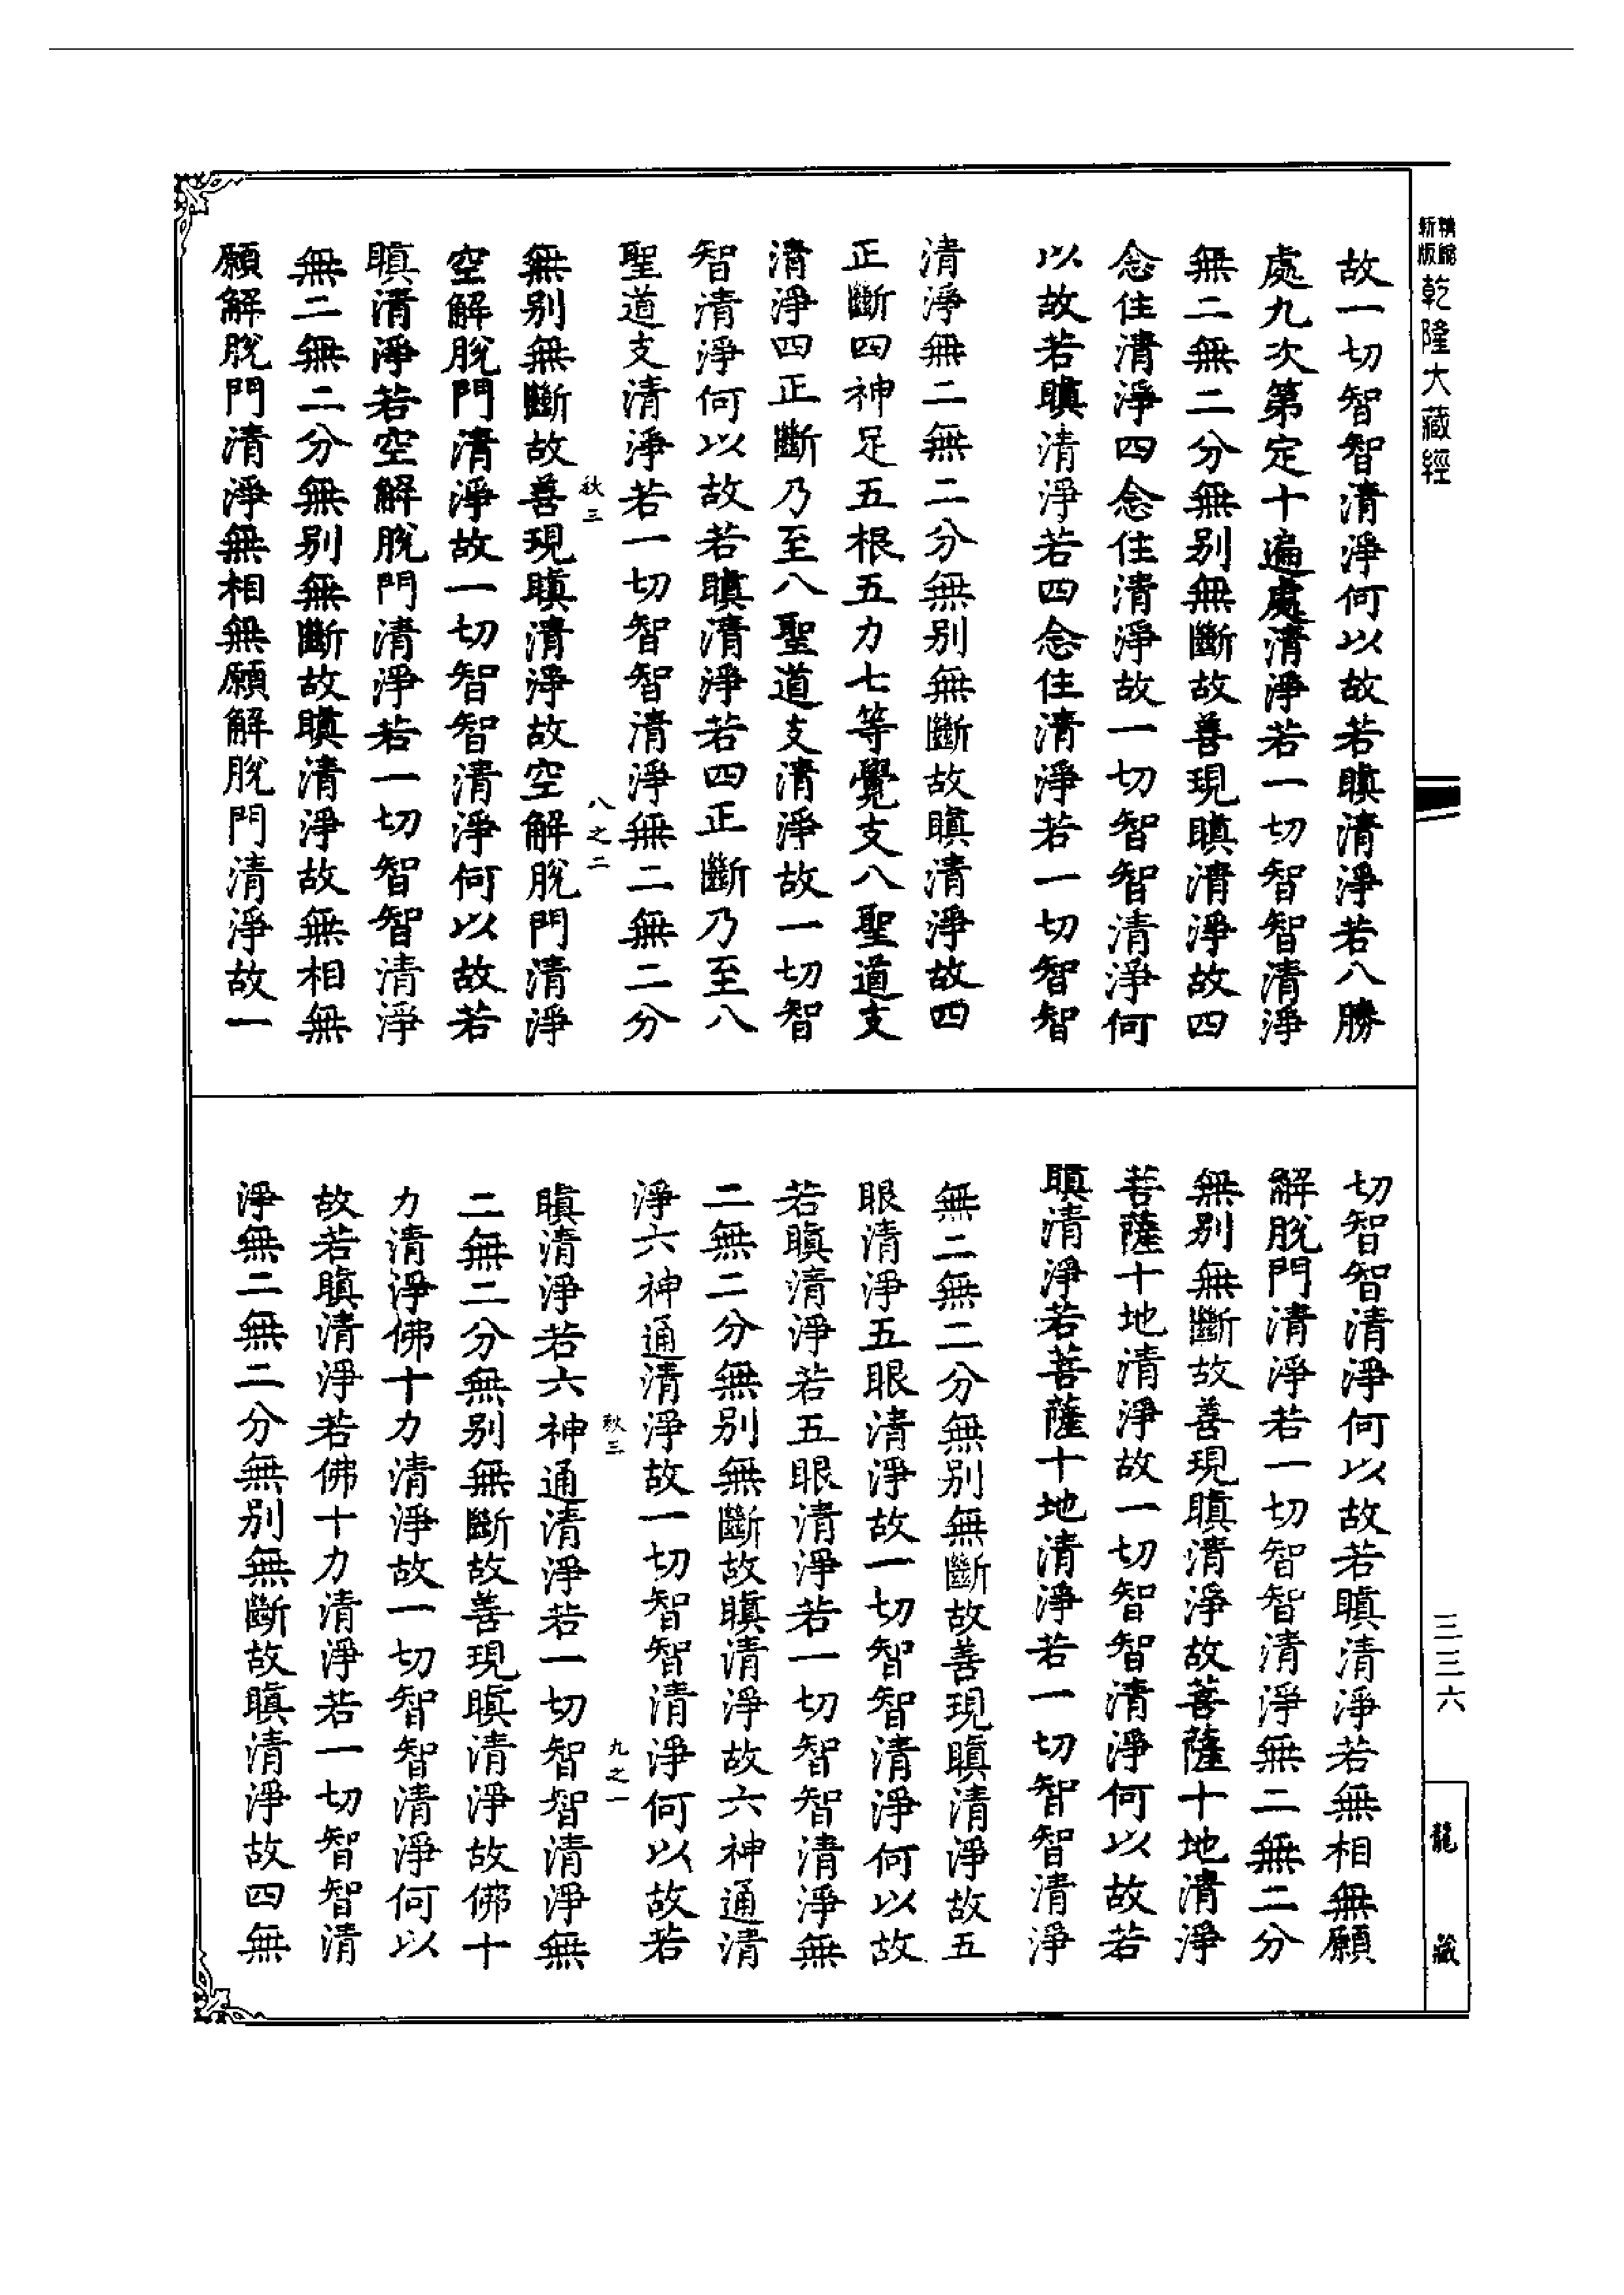 新版精縮乾隆大藏經
三三六
龍藏
故一切智智清淨何以故若瞋清淨若八勝
處九次第定十遍處清淨若一切智智清淨
無二無二分無別無斷故善現瞋清淨故四
念住清淨四念住清淨故一切智智清淨何
以故若瞋清淨若四念住清淨若一切智智
清淨無二無二分無別無斷故瞋清淨故四
正斷四神足五根五力七等覺支八聖道支
清淨四正斷乃至八聖道支清淨故一切智
智清淨何以故若瞋清淨若四正斷乃至八
聖道支清淨若一切智智清淨無二無二分
秋三
八之二
無別無斷故善現瞋清淨故空解脫門清淨
空解脫門清淨故一切智智清淨何以故若
瞋清淨若空解脫門清淨若一切智智清淨
無二無二分無別無斷故瞋清淨故無相無
願解脫門清淨無相無願解脫門清淨故一
切智智清淨何以故若瞋清淨若無相無願
解脫門清淨若一切智智清淨無二無二分
無別無斷故善現瞋清淨故菩薩十地清淨
菩薩十地清淨故一切智智清淨何以故若
瞋清淨若菩薩十地清淨若一切智智清淨
無二無二分無別無斷故善現瞋清淨故五
眼清淨五眼清淨故一切智智清淨何以故
若瞋清淨若五眼清淨若一切智智清淨無
二無二分無別無斷故瞋清淨故六神通清
淨六神通清淨故一切智智清淨何以故若
秋三
九之一
瞋清淨若六神通清淨若一切智智清淨無
二無二分無別無斷故善現瞋清淨故佛十
力清淨佛十力清淨故一切智智清淨何以
故若瞋清淨若佛十力清淨若一切智智清
淨無二無二分無別無斷故瞋清淨故四無